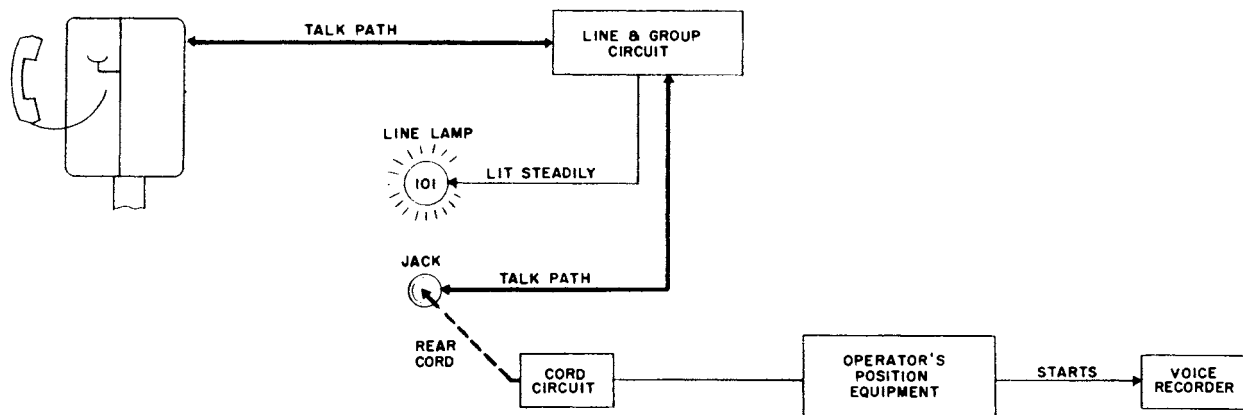 TALK PATH
LINE & GROUP
CIRCUIT
LINE LAMP
101
LIT STEADILY
JACK
TALK PATH
REAR
CORD
CORD
CIRCUIT
OPERATOR'S
POSITION
EQUIPMENT
STARTS
VOICE
RECORDER